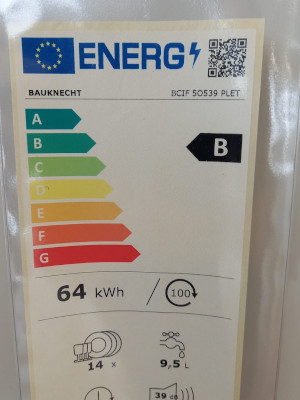 ENERG
BAUKNECHT BCIF 5O539 PLET
A
B
B
C
D
E
F
G
64 kWh / 100
14 x 9,5 L
39 dB